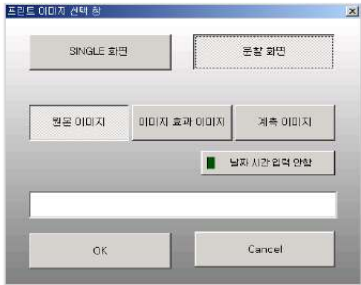 프린트 이미지 선택 창
SINGLE 화면
분할 화면
원본 이미지
이미지 효과 이미지
계측 이미지
날짜 시간 입력 안함
OK
Cancel